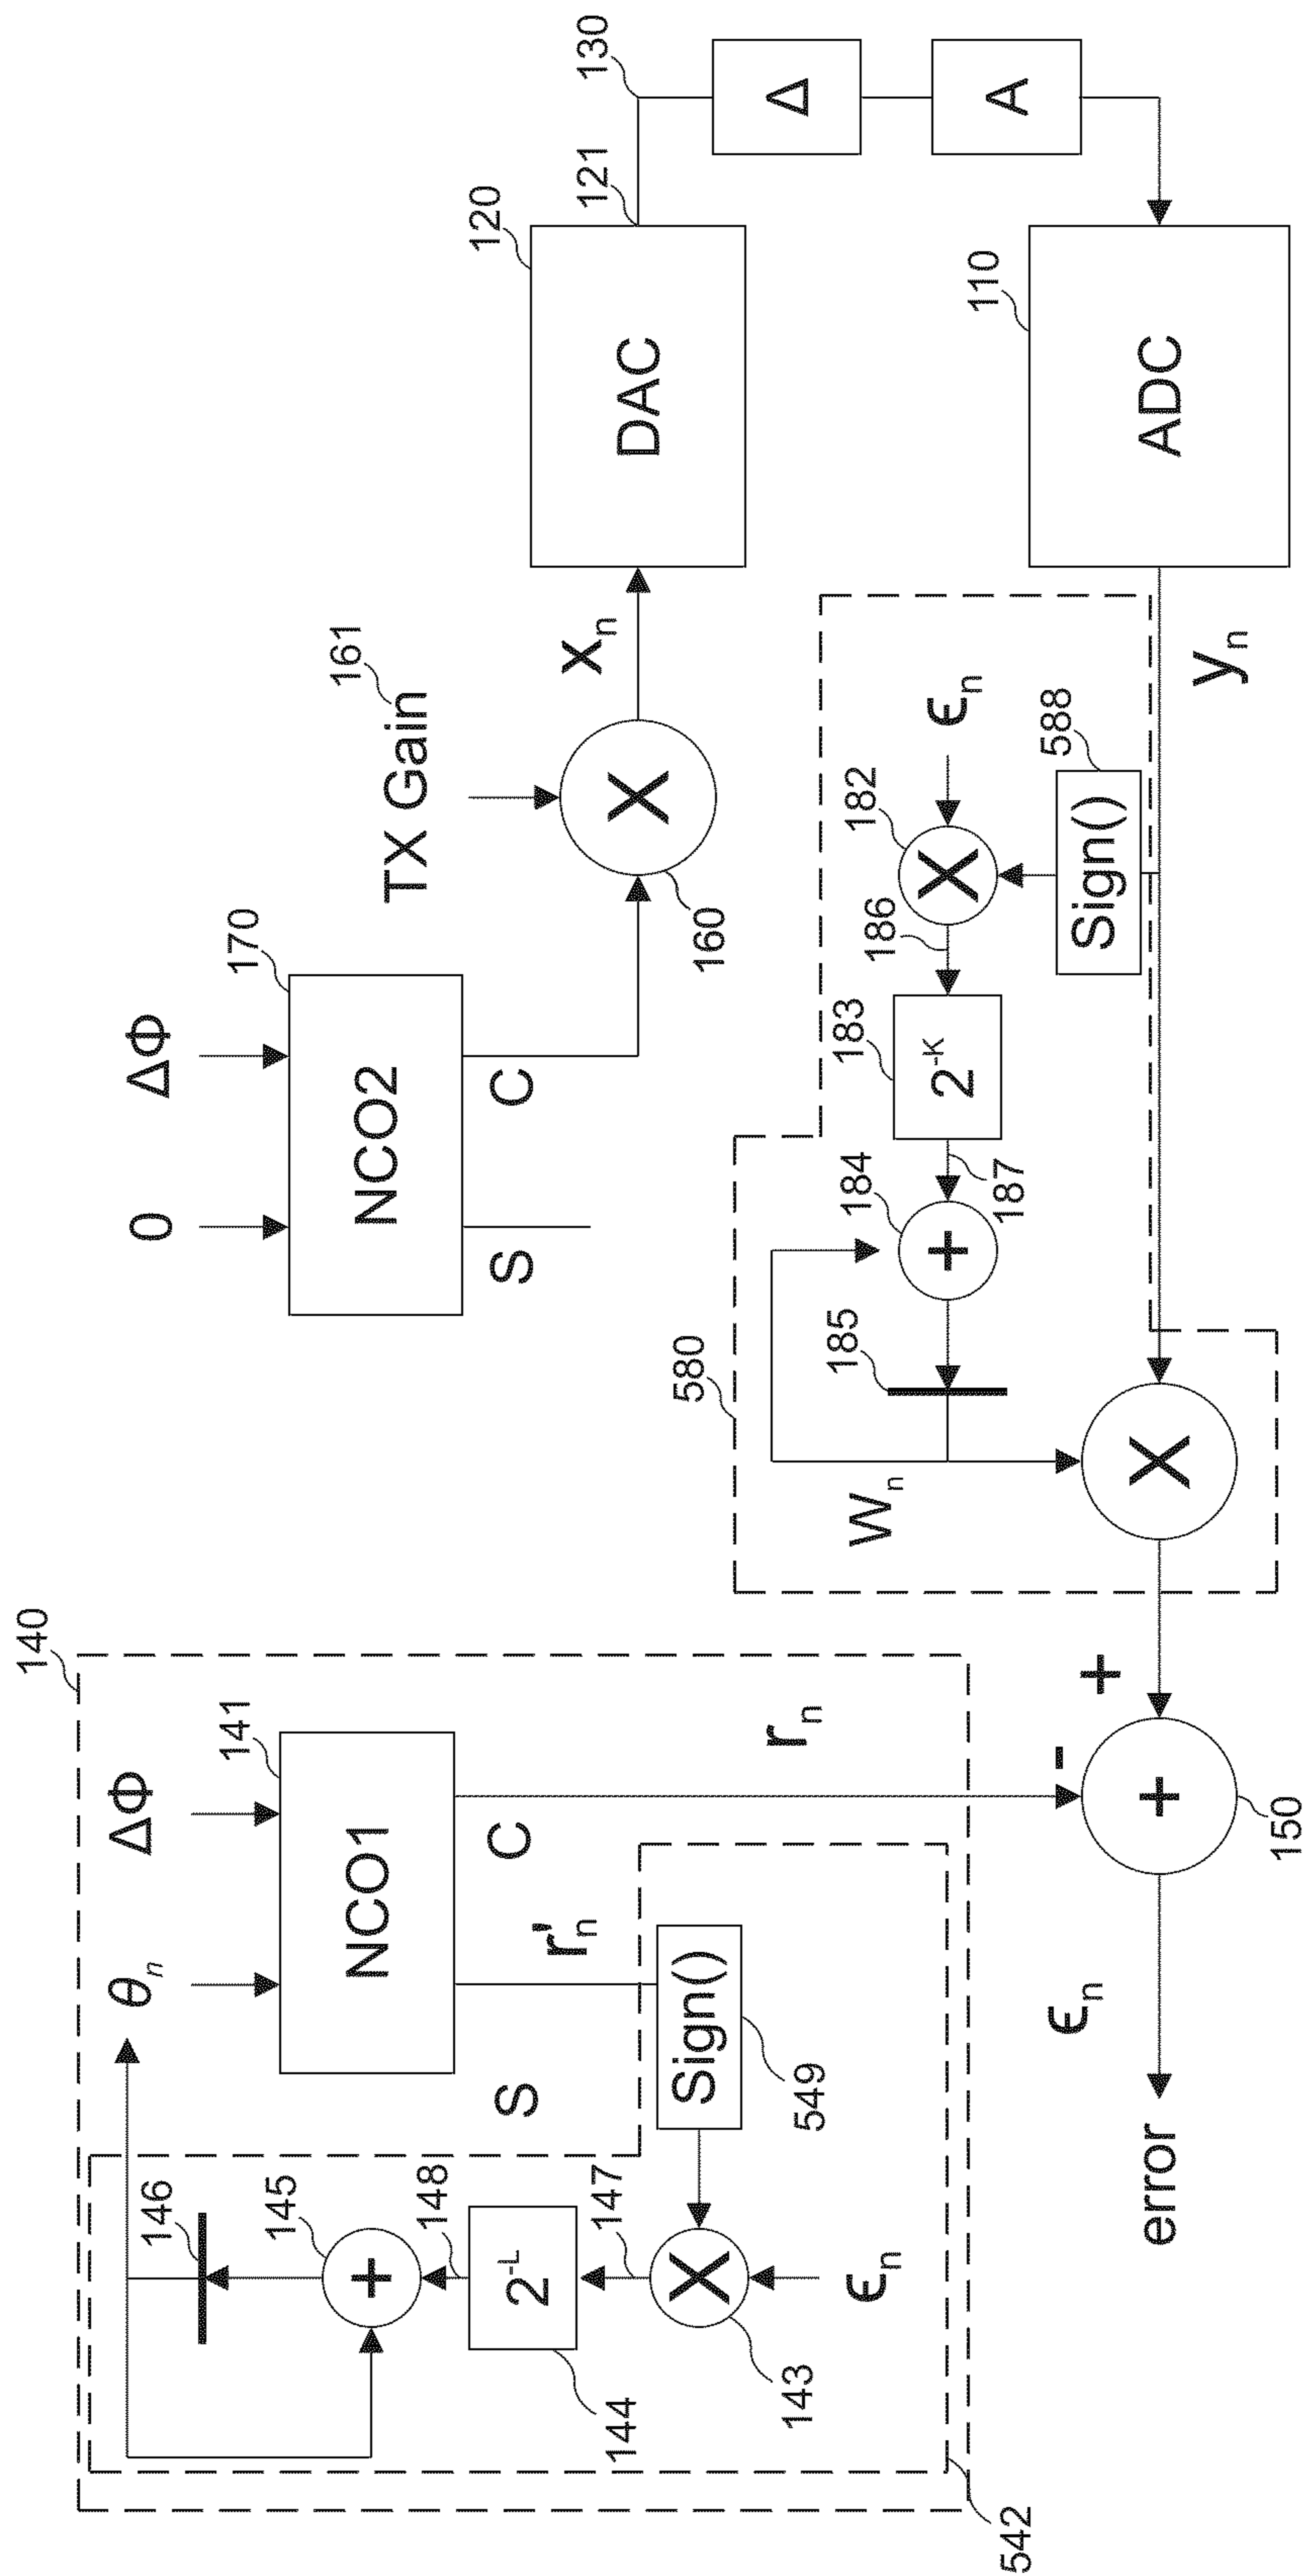 140
θn
ΔΦ
141
NCO1
S
C
r'n
rn
Sign()
549
146
145
148
2^-L
144
147
X
143
ϵn
+
542
0
ΔΦ
170
NCO2
S
C
TX Gain
161
X
160
xn
120
DAC
121
130
Δ
A
110
ADC
yn
580
Wn
185
184
+
187
183
2^-K
186
182
X
ϵn
588
Sign()
X
+
-
+
150
ϵn
error